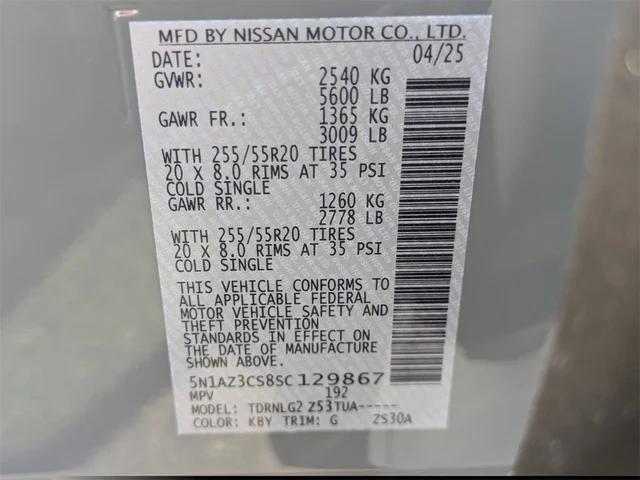 MFD BY NISSAN MOTOR CO., LTD.
DATE: 04/25
GVWR: 2540 KG
5600 LB
GAWR FR.: 1365 KG
3009 LB
WITH 255/55R20 TIRES
20 X 8.0 RIMS AT 35 PSI
COLD SINGLE
GAWR RR.: 1260 KG
2778 LB
WITH 255/55R20 TIRES
20 X 8.0 RIMS AT 35 PSI
COLD SINGLE
THIS VEHICLE CONFORMS TO
ALL APPLICABLE FEDERAL
MOTOR VEHICLE SAFETY AND
THEFT PREVENTION
STANDARDS IN EFFECT ON
THE DATE OF MANUFACTURE
SHOWN ABOVE.
5N1AZ3CS8SC129867
MPV 192
MODEL: TDRNLG2 Z53TUA-----
COLOR: KBY TRIM: G ZS30A